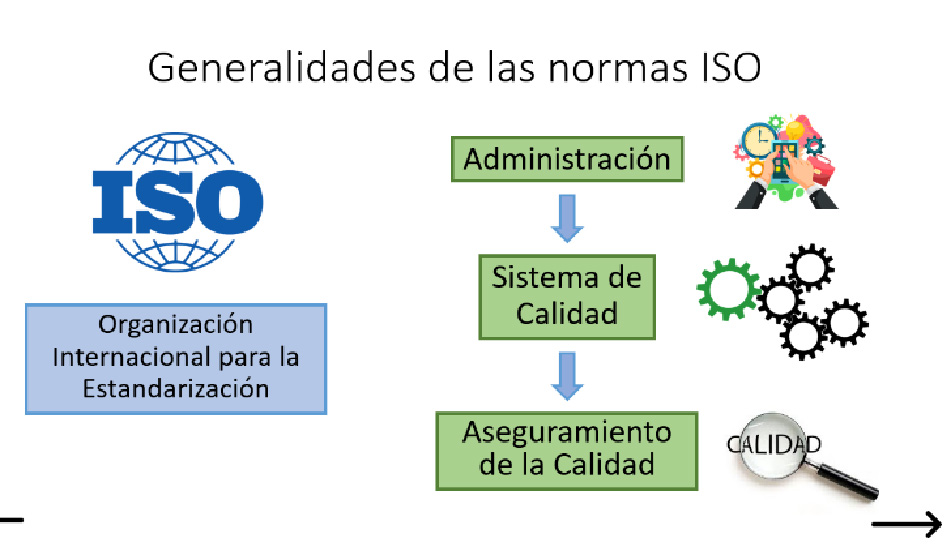 Generalidades de las normas ISO
ISO
Organización
Internacional para la
Estandarización
Administración
Sistema de
Calidad
Aseguramiento
de la Calidad
CALIDAD